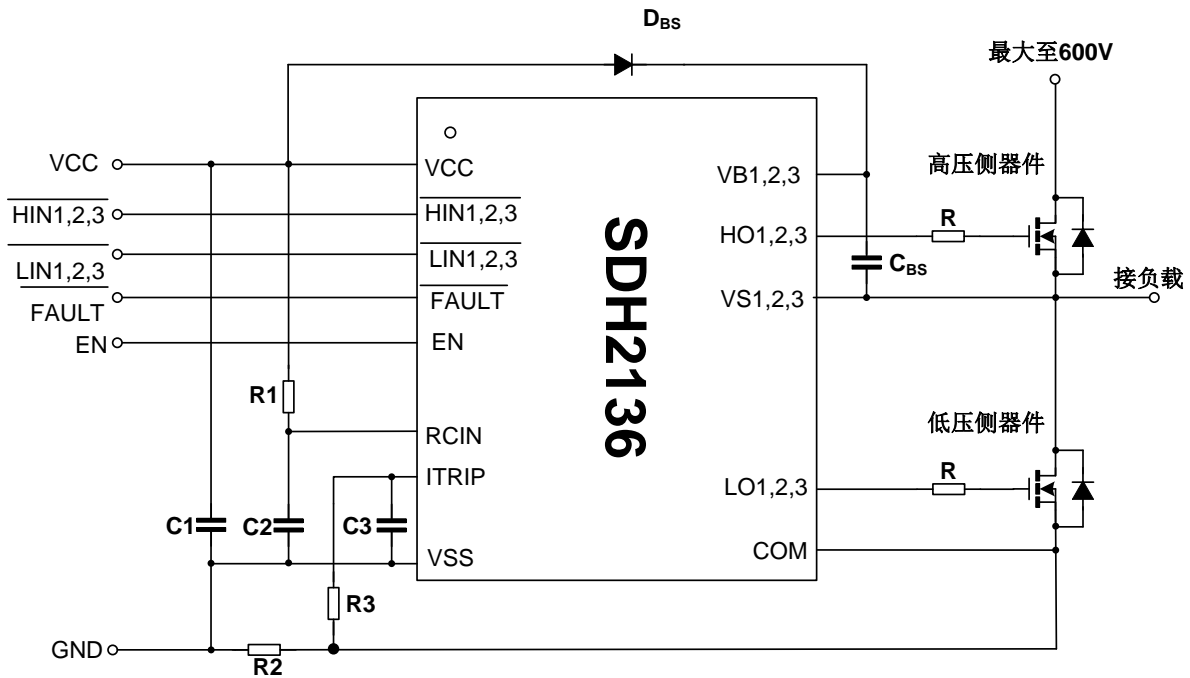 DBS
最大至600V
VCC
VCC
VB1,2,3
高压侧器件
HIN1,2,3
HIN1,2,3
HO1,2,3
R
LIN1,2,3
LIN1,2,3
CBS
FAULT
FAULT
VS1,2,3
接负载
EN
EN
SDH2136
R1
RCIN
低压侧器件
ITRIP
LO1,2,3
R
C1
C2
C3
VSS
COM
R3
GND
R2